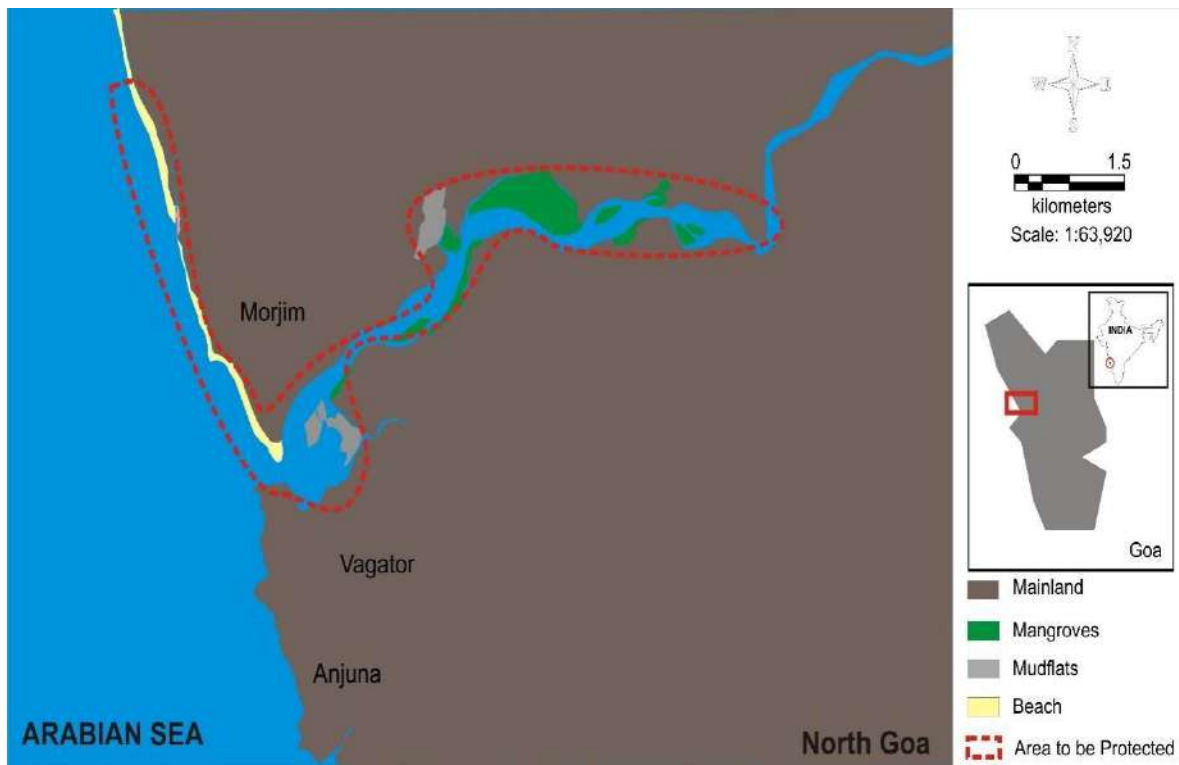 Morjim
Vagator
Anjuna
ARABIAN SEA
North Goa
N
W
S
0 1.5
kilometers
Scale: 1:63,920
INDIA
Goa
Mainland
Mangroves
Mudflats
Beach
Area to be Protected